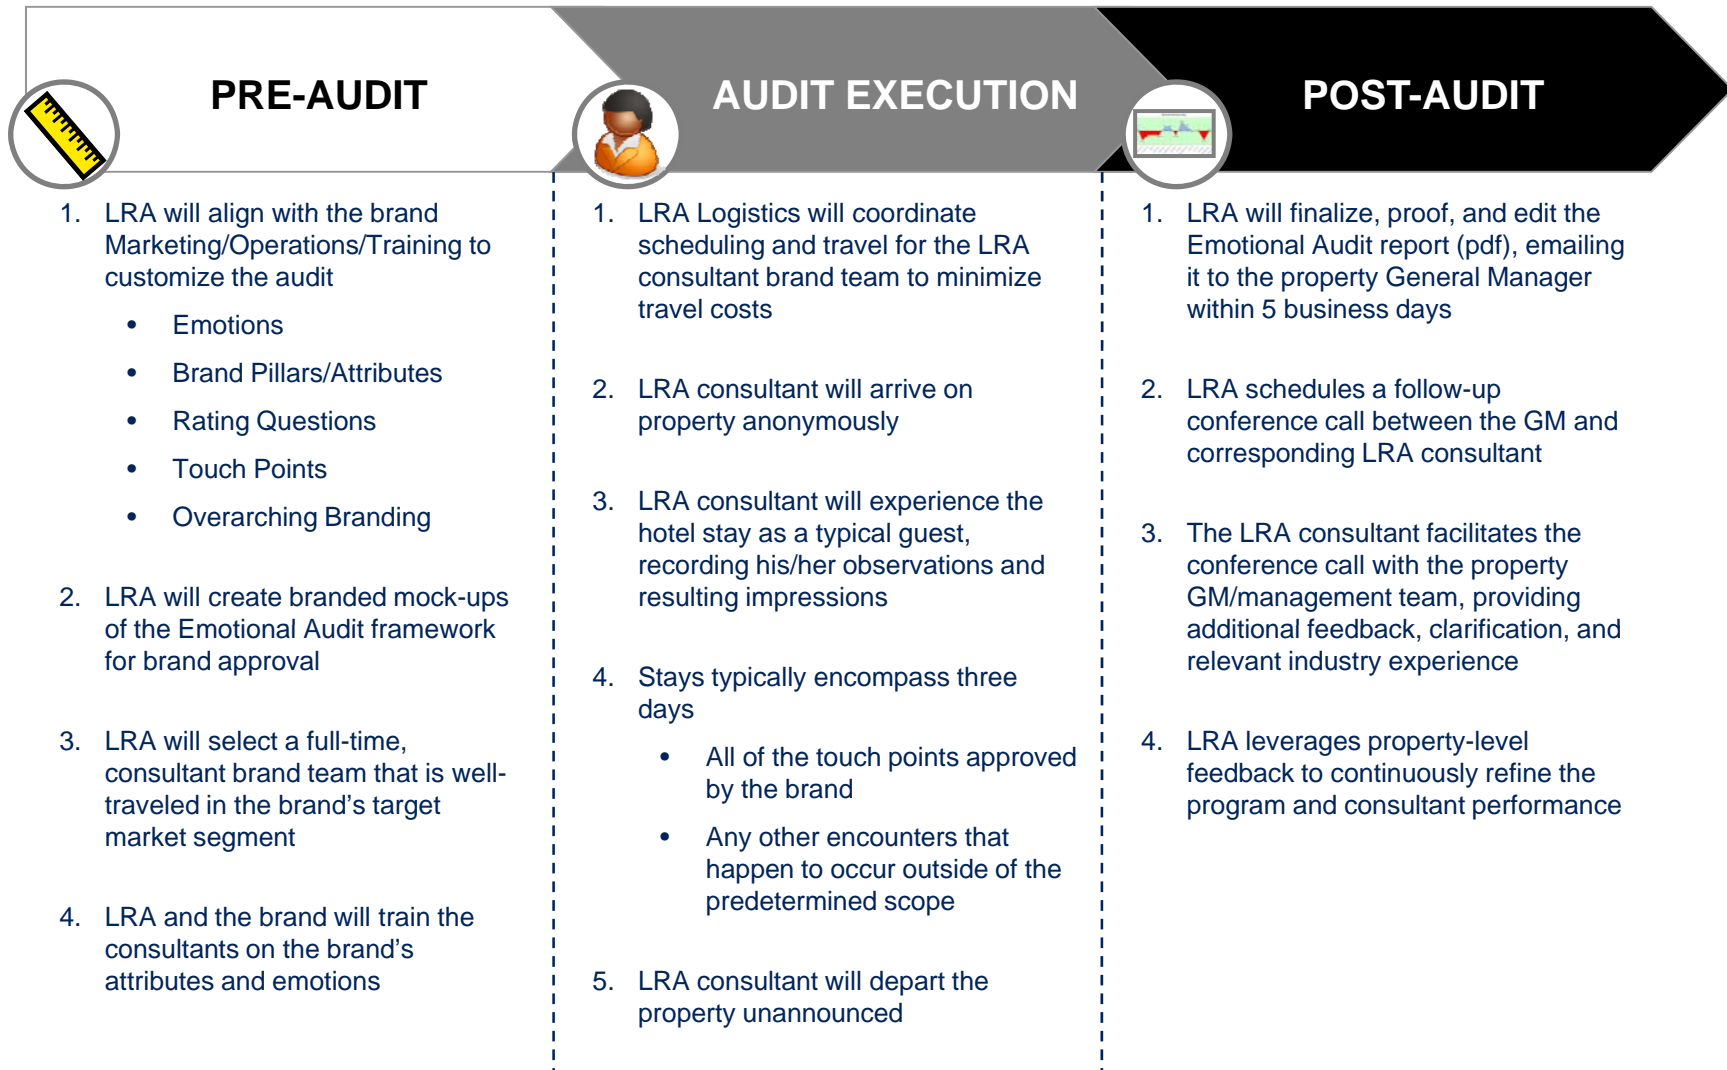 PRE-AUDIT
1. LRA will align with the brand
Marketing/Operations/Training to
customize the audit
• Emotions
• Brand Pillars/Attributes
• Rating Questions
• Touch Points
• Overarching Branding
2. LRA will create branded mock-ups
of the Emotional Audit framework
for brand approval
3. LRA will select a full-time,
consultant brand team that is well-
traveled in the brand's target
market segment
4. LRA and the brand will train the
consultants on the brand's
attributes and emotions
AUDIT EXECUTION
1. LRA Logistics will coordinate
scheduling and travel for the LRA
consultant brand team to minimize
travel costs
2. LRA consultant will arrive on
property anonymously
3. LRA consultant will experience the
hotel stay as a typical guest,
recording his/her observations and
resulting impressions
4. Stays typically encompass three
days
• All of the touch points approved
by the brand
• Any other encounters that
happen to occur outside of the
predetermined scope
5. LRA consultant will depart the
property unannounced
POST-AUDIT
1. LRA will finalize, proof, and edit the
Emotional Audit report (pdf), emailing
it to the property General Manager
within 5 business days
2. LRA schedules a follow-up
conference call between the GM and
corresponding LRA consultant
3. The LRA consultant facilitates the
conference call with the property
GM/management team, providing
additional feedback, clarification, and
relevant industry experience
4. LRA leverages property-level
feedback to continuously refine the
program and consultant performance